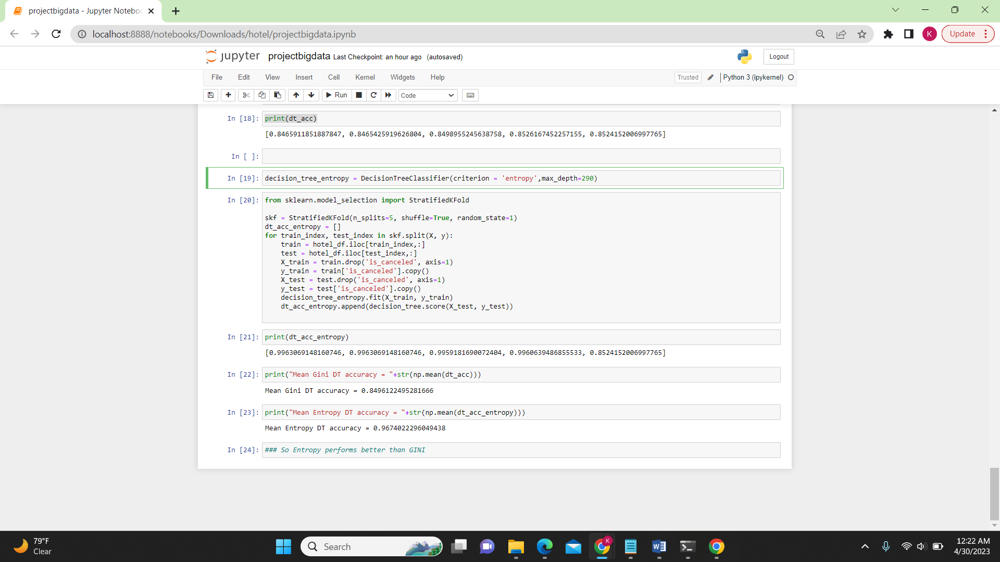 projectbigdata - Jupyter Notebo
localhost:8888/notebooks/Downloads/hotel/projectbigdata.ipynb
K
Update
jupyter projectbigdata Last Checkpoint: an hour ago (autosaved)
Logout
File Edit View Insert Cell Kernel Widgets Help
Trusted
Python 3 (ipykernel)
Run
Code
In [18]: print(dt_acc)
[0.8465911851887847, 0.8465425919626804, 0.8498955245638758, 0.8526167452257155, 0.8524152006997765]
In [ ]:
In [19]: decision_tree_entropy = DecisionTreeClassifier(criterion = 'entropy',max_depth=290)
In [20]: from sklearn.model_selection import StratifiedKFold
skf = StratifiedKFold(n_splits=5, shuffle=True, random_state=1)
dt_acc_entropy = []
for train_index, test_index in skf.split(X, y):
    train = hotel_df.iloc[train_index,:]
    test = hotel_df.iloc[test_index,:]
    X_train = train.drop('is_canceled', axis=1)
    y_train = train['is_canceled'].copy()
    X_test = test.drop('is_canceled', axis=1)
    y_test = test['is_canceled'].copy()
    decision_tree_entropy.fit(X_train, y_train)
    dt_acc_entropy.append(decision_tree.score(X_test, y_test))
In [21]: print(dt_acc_entropy)
[0.9963069148160746, 0.9963069148160746, 0.9959181690072404, 0.9960639486855533, 0.8524152006997765]
In [22]: print("Mean Gini DT accuracy = "+str(np.mean(dt_acc)))
Mean Gini DT accuracy = 0.8496122495281666
In [23]: print("Mean Entropy DT accuracy = "+str(np.mean(dt_acc_entropy)))
Mean Entropy DT accuracy = 0.9674022296049438
In [24]: ### So Entropy performs better than GINI
79°F
Clear
Search
K
W
12:22 AM
4/30/2023